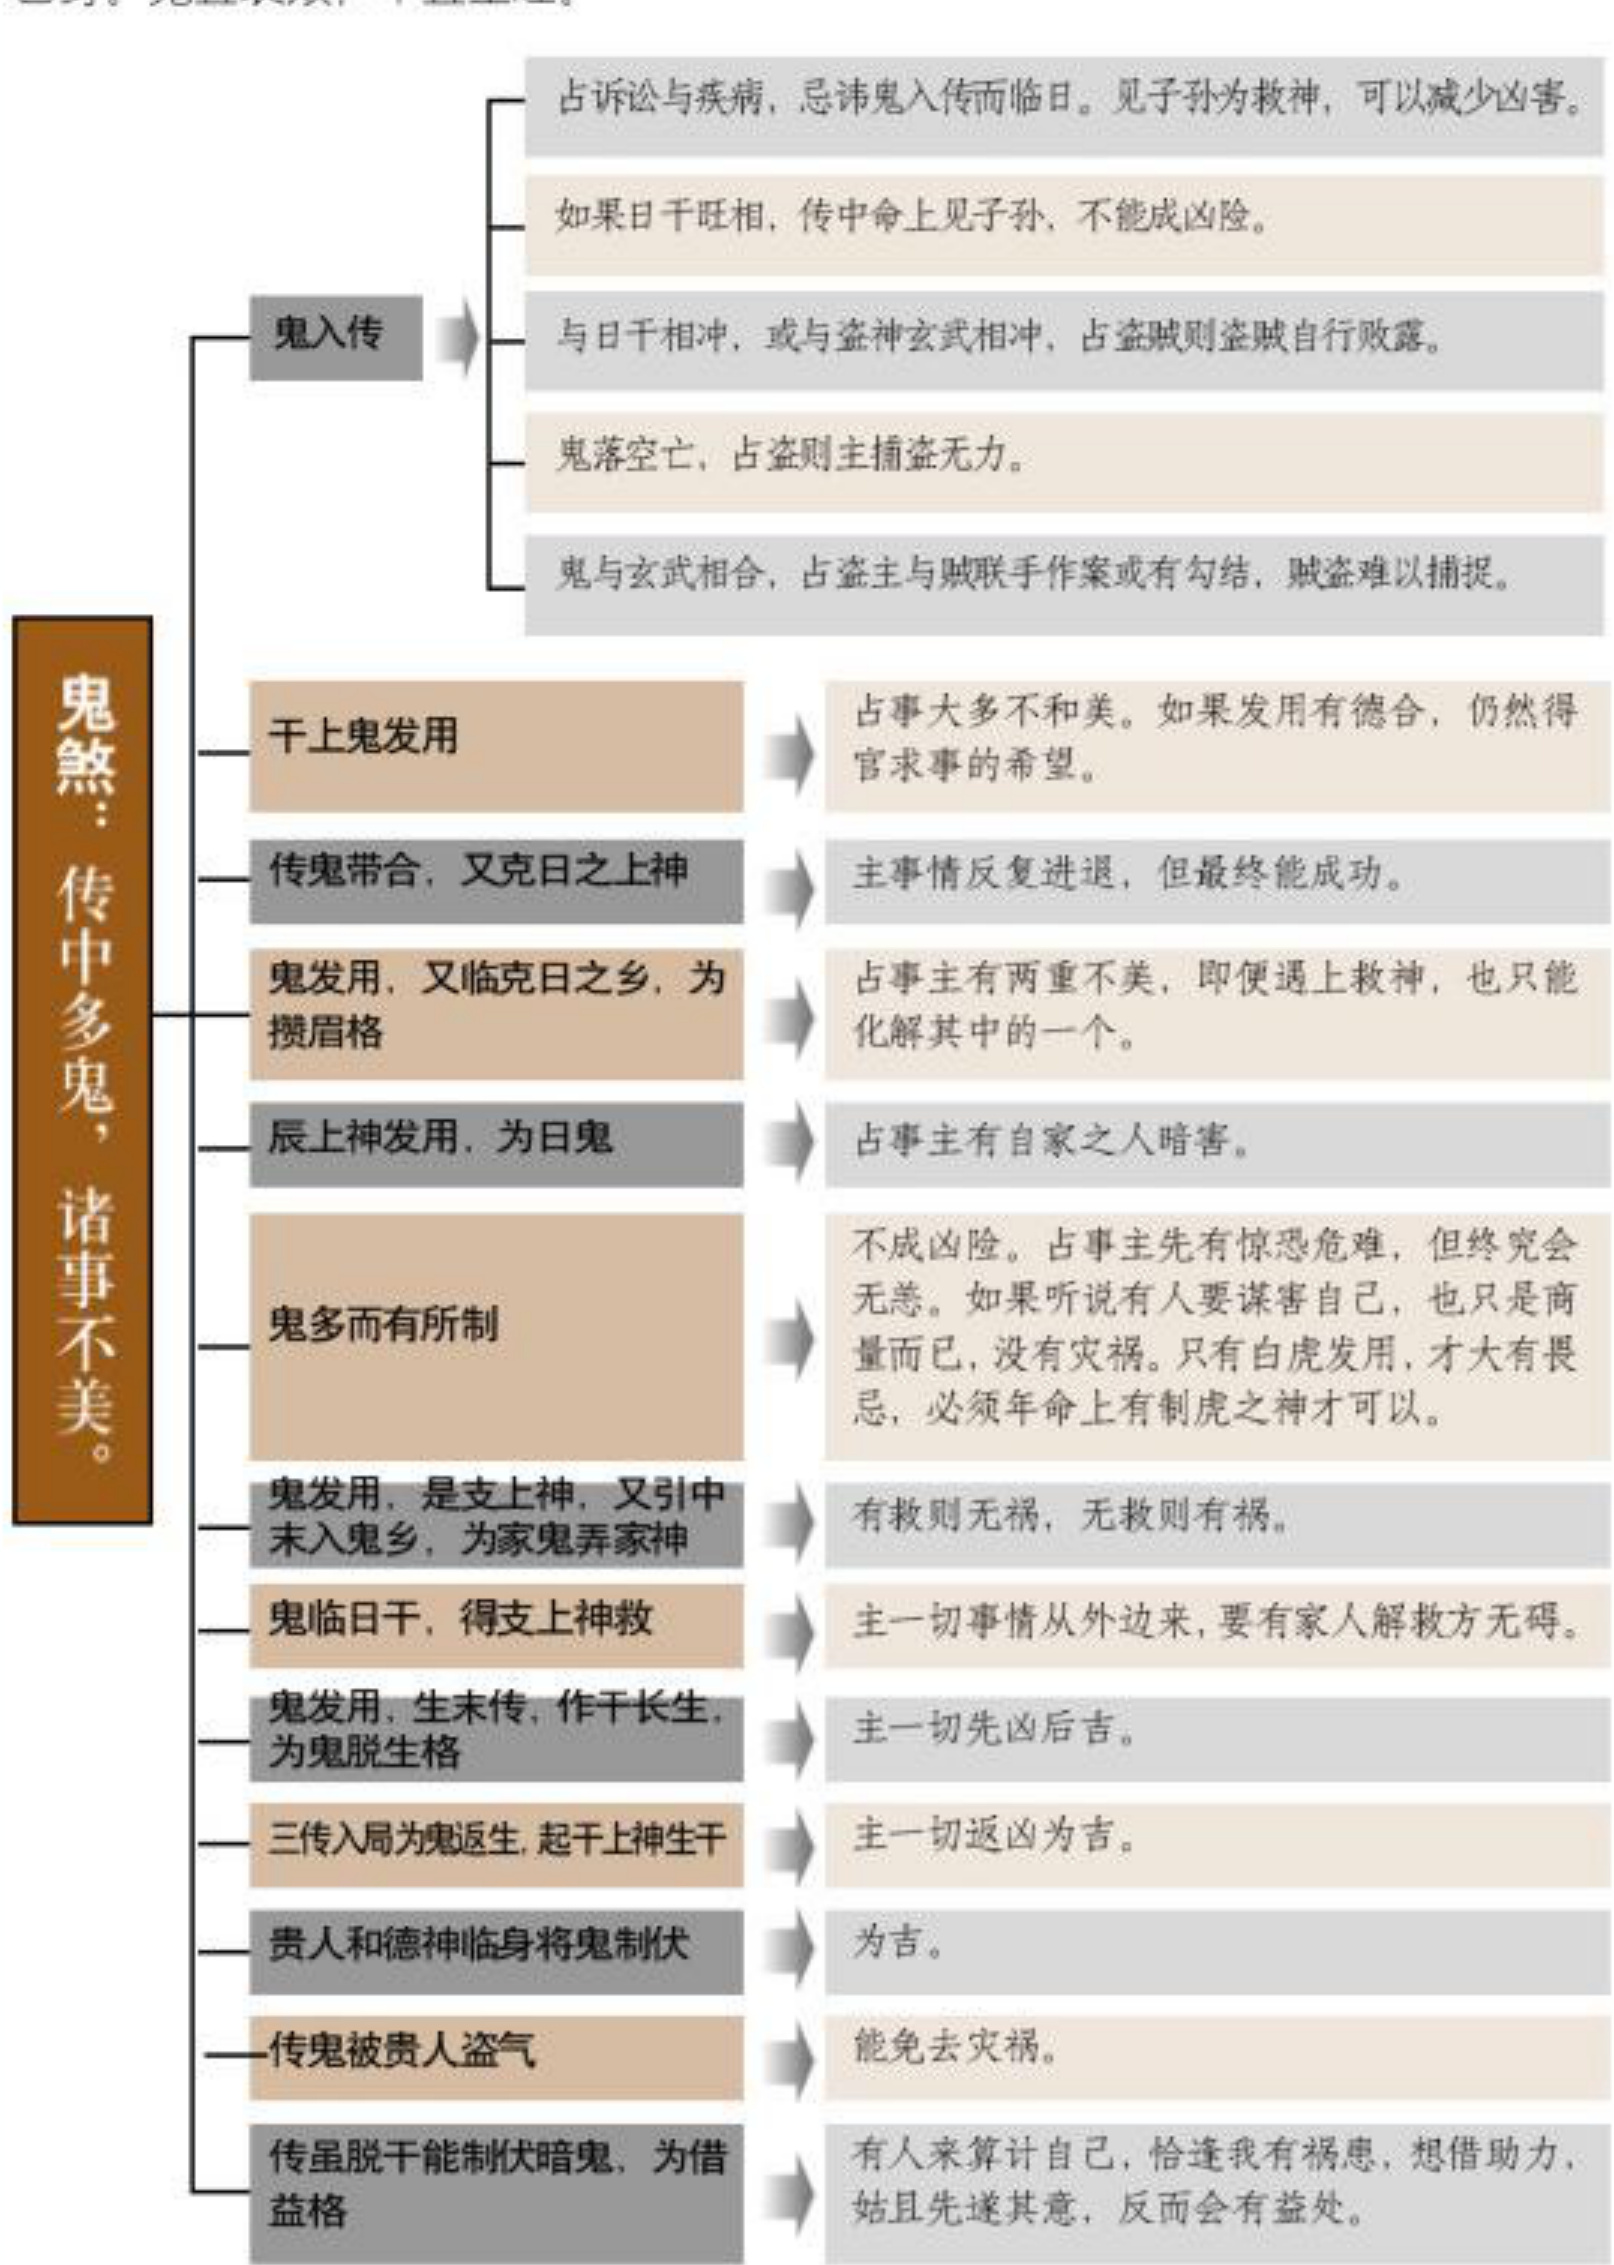 鬼煞：传中多鬼，诸事不美。
鬼入传
占诉讼与疾病，忌讳鬼入传而临日。见子孙为救神，可以减少凶害。
如果日干旺相，传中命上见子孙，不能成凶险。
与日干相冲，或与盗神玄武相冲，占盗贼则盗贼自行败露。
鬼落空亡，占盗则主捕盗无力。
鬼与玄武相合，占盗主与贼联手作案或有勾结，贼盗难以捕捉。
干上鬼发用
占事大多不和美。如果发用有德合，仍然得
官求事的希望。
传鬼带合，又克日之上神
主事情反复进退，但最终能成功。
鬼发用，又临克日之乡，为
攒眉格
占事主有两重不美，即便遇上救神，也只能
化解其中的一个。
辰上神发用，为日鬼
占事主有自家之人暗害。
鬼多而有所制
不成凶险。占事主先有惊恐危难，但终究会
无恙。如果听说有人要谋害自己，也只是商
量而已，没有灾祸。只有白虎发用，才大有畏
忌，必须年命上有制虎之神才可以。
鬼发用，是支上神，又引中
末入鬼乡，为家鬼弄家神
有救则无祸，无救则有祸。
鬼临日干，得支上神救
主一切事情从外边来，要有家人解救方无碍。
鬼发用，生末传，作干长生，
为鬼脱生格
主一切先凶后吉。
三传入局为鬼返生，起干上神生干
主一切返凶为吉。
贵人和德神临身将鬼制伏
为吉。
传鬼被贵人盗气
能免去灾祸。
传虽脱干能制伏暗鬼，为借
益格
有人来算计自己，恰逢我有祸患，想借助力，
姑且先遂其意，反而会有益处。